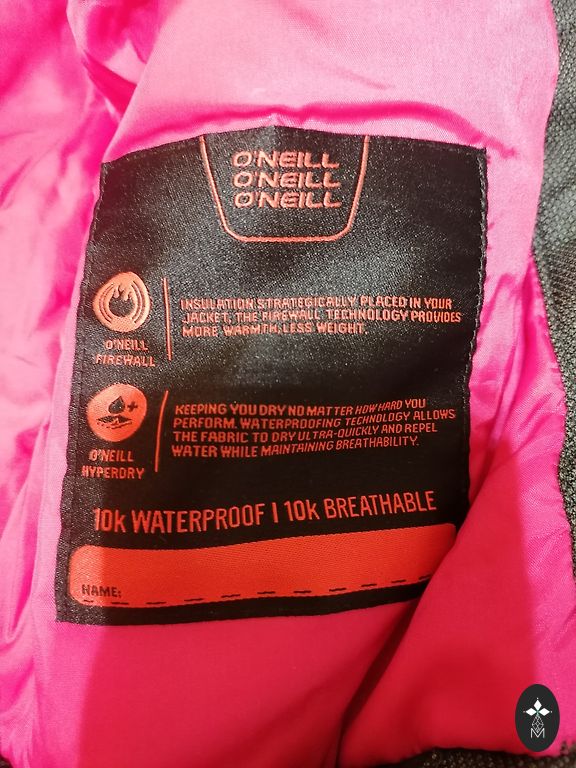 O'NEILL
O'NEILL
O'NEILL
INSULATION STRATEGICALLY PLACED IN YOUR
JACKET, THE FIREWALL TECHNOLOGY PROVIDES
MORE WARMTH, LESS WEIGHT.
O'NEILL
FIREWALL
KEEPING YOU DRY NO MATTER HOW HARD YOU
PERFORM. WATERPROOFING TECHNOLOGY ALLOWS
THE FABRIC TO DRY ULTRA-QUICKLY AND REPEL
WATER WHILE MAINTAINING BREATHABILITY.
O'NEILL
HYPERDRY
10k WATERPROOF | 10k BREATHABLE
NAME:
M